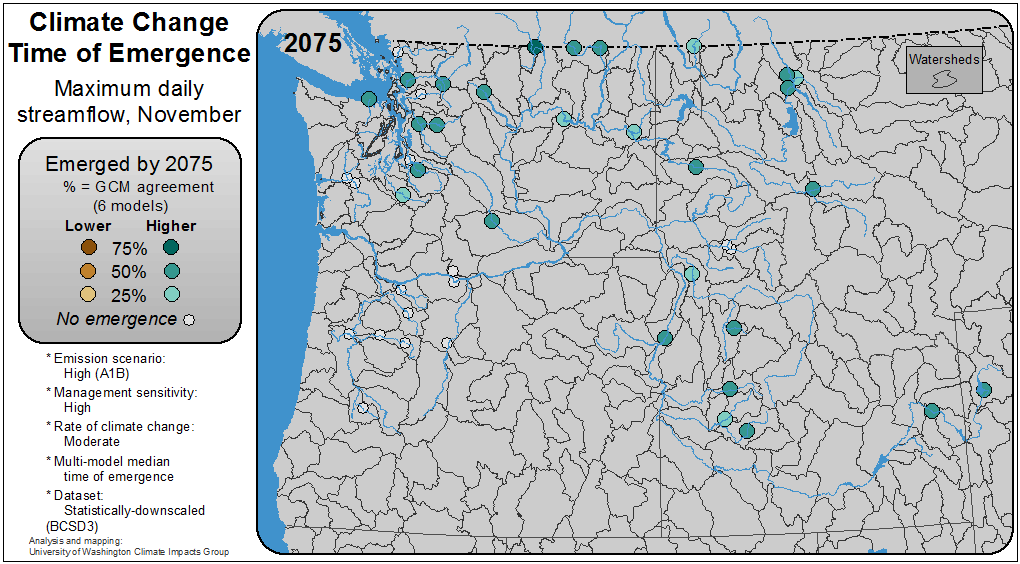 Climate Change
Time of Emergence
Maximum daily
streamflow, November
Emerged by 2075
% = GCM agreement
(6 models)
Lower Higher
75%
50%
25%
No emergence
* Emission scenario:
High (A1B)
* Management sensitivity:
High
* Rate of climate change:
Moderate
* Multi-model median
time of emergence
* Dataset:
Statistically-downscaled
(BCSD3)
Analysis and mapping:
University of Washington Climate Impacts Group
2075
Watersheds